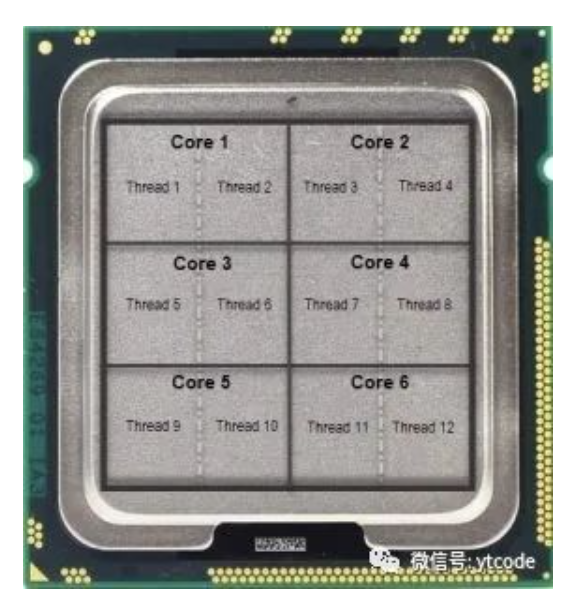 Core 1
Core 2
Thread 1
Thread 2
Thread 3
Thread 4
Core 3
Core 4
Thread 5
Thread 6
Thread 7
Thread 8
Core 5
Core 6
Thread 9
Thread 10
Thread 11
Thread 12
微信号: ytcode